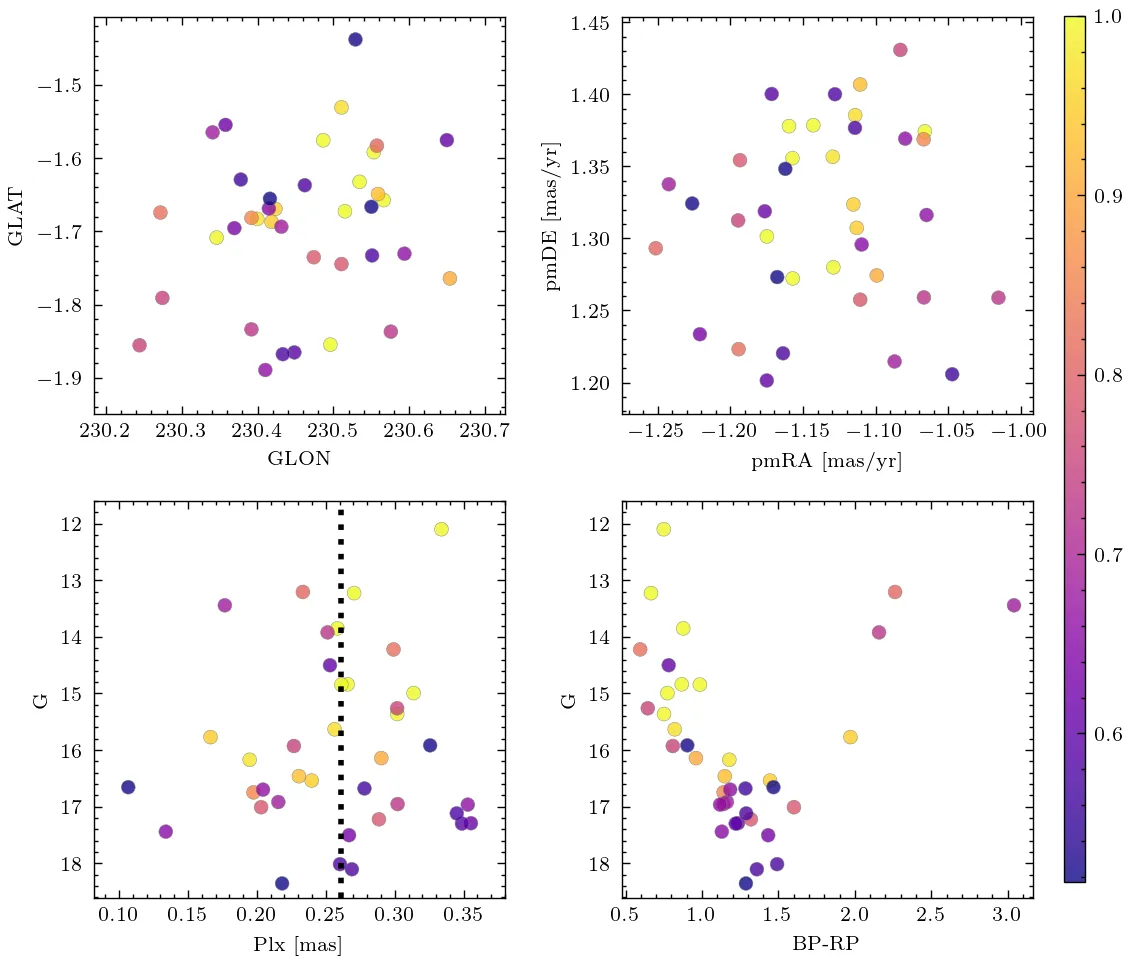 −1.5
−1.6
−1.7
−1.8
−1.9
GLAT
230.2 230.3 230.4 230.5 230.6 230.7
GLON
1.45
1.40
1.35
1.30
1.25
1.20
pmDE [mas/yr]
−1.25 −1.20 −1.15 −1.10 −1.05 −1.00
pmRA [mas/yr]
1.0
0.9
0.8
0.7
0.6
12
13
14
15
16
17
18
G
0.10 0.15 0.20 0.25 0.30 0.35
Plx [mas]
12
13
14
15
16
17
18
G
0.5 1.0 1.5 2.0 2.5 3.0
BP-RP